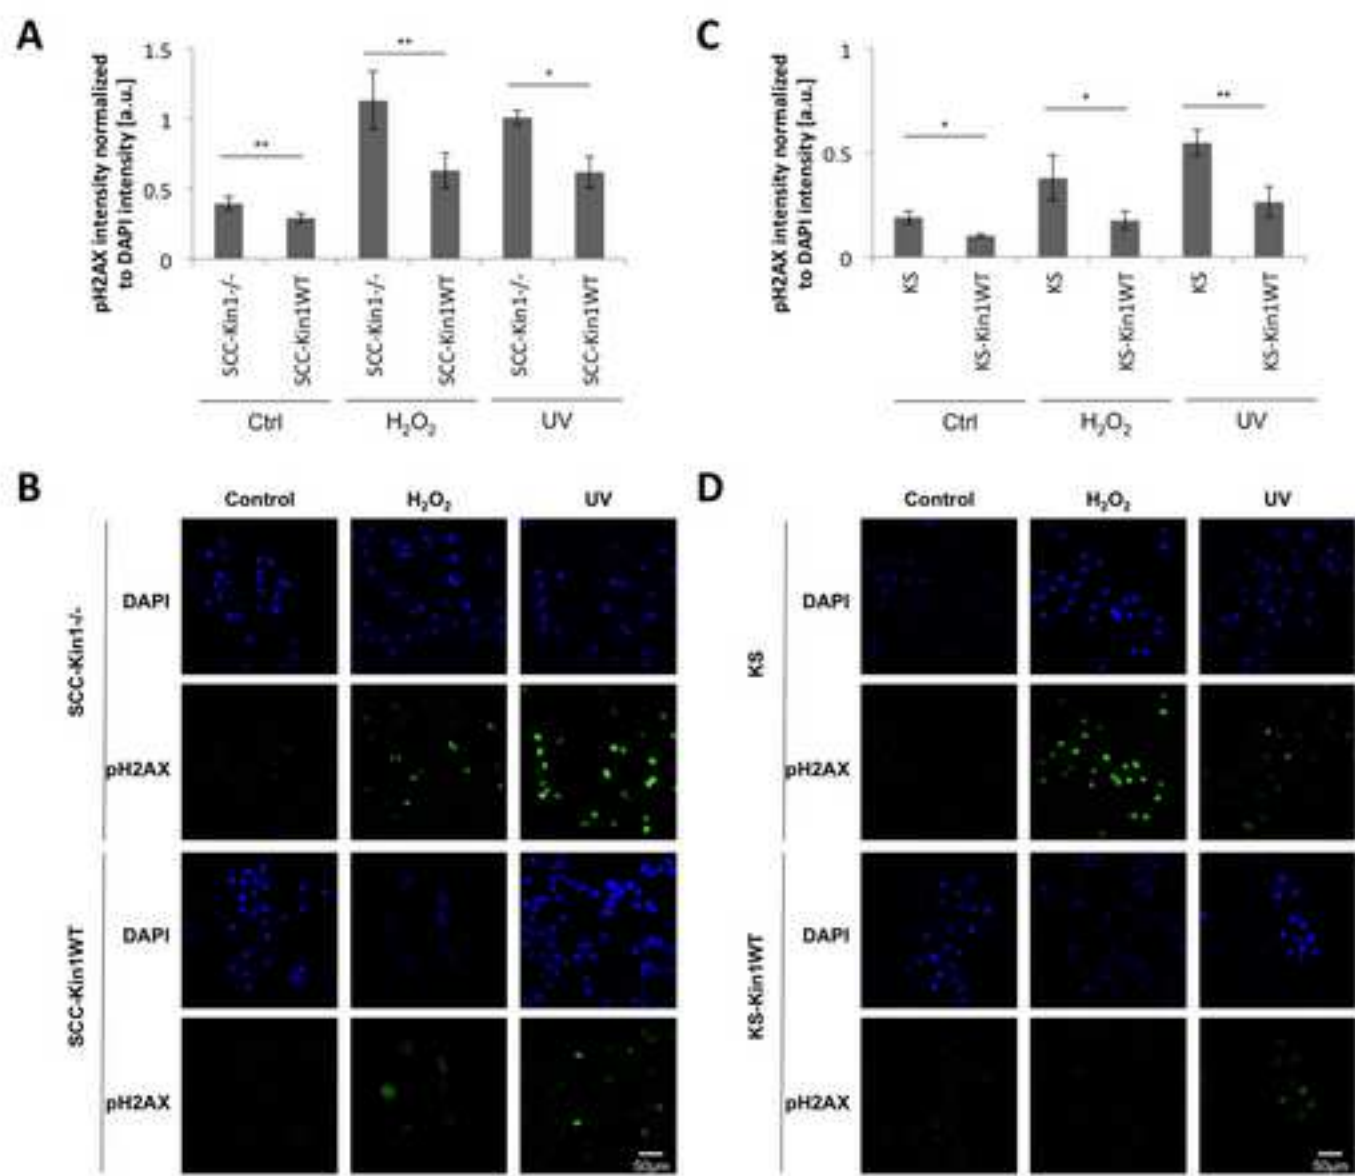 A
pH2AX intensity normalized
to DAPI intensity [a.u.]
1.5
1
0.5
0
**
**
*
SCC-Kin1-/-
SCC-Kin1WT
SCC-Kin1-/-
SCC-Kin1WT
SCC-Kin1-/-
SCC-Kin1WT
Ctrl
H₂O₂
UV
C
pH2AX intensity normalized
to DAPI intensity [a.u.]
1
0.5
0
*
*
**
KS
KS-Kin1WT
KS
KS-Kin1WT
KS
KS-Kin1WT
Ctrl
H₂O₂
UV
B
Control
H₂O₂
UV
SCC-Kin1-/-
DAPI
pH2AX
SCC-Kin1WT
DAPI
pH2AX
50µm
D
Control
H₂O₂
UV
KS
DAPI
pH2AX
KS-Kin1WT
DAPI
pH2AX
50µm